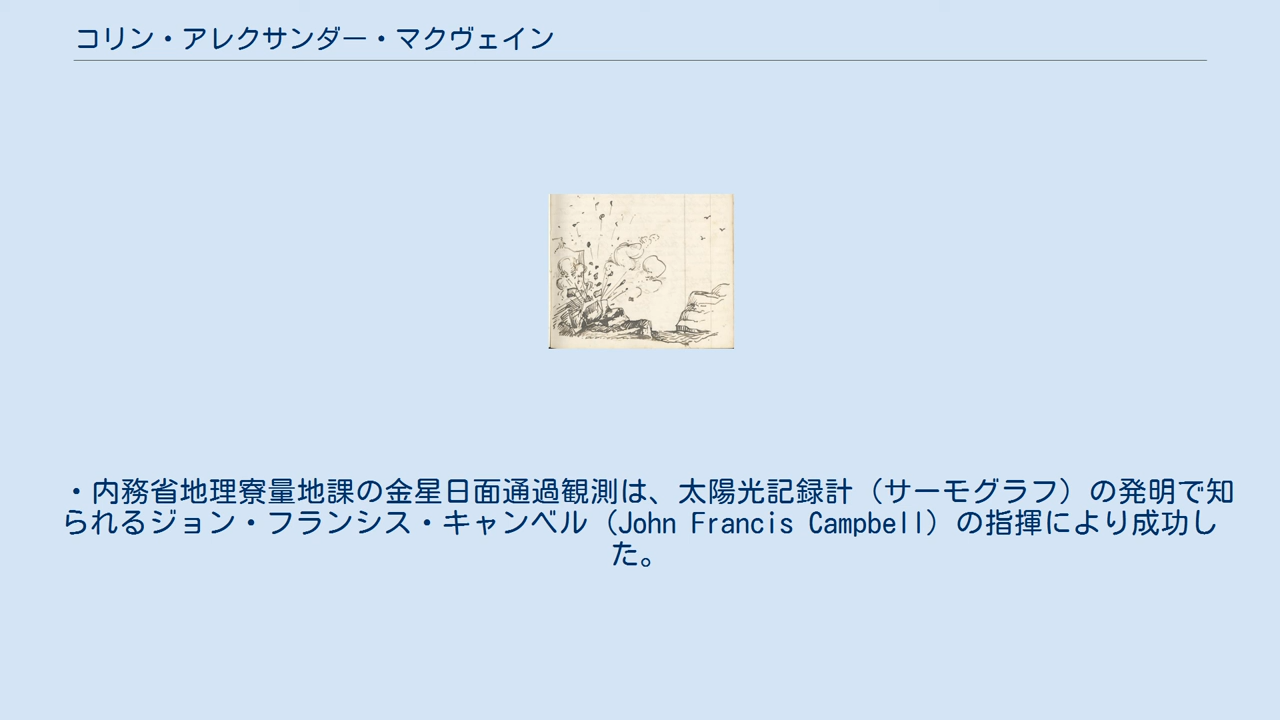 コリン・アレクサンダー・マクヴェイン
・内務省地理寮量地課の金星日面通過観測は、太陽光記録計（サーモグラフ）の発明で知
られるジョン・フランシス・キャンベル（John Francis Campbell）の指揮により成功し
た。